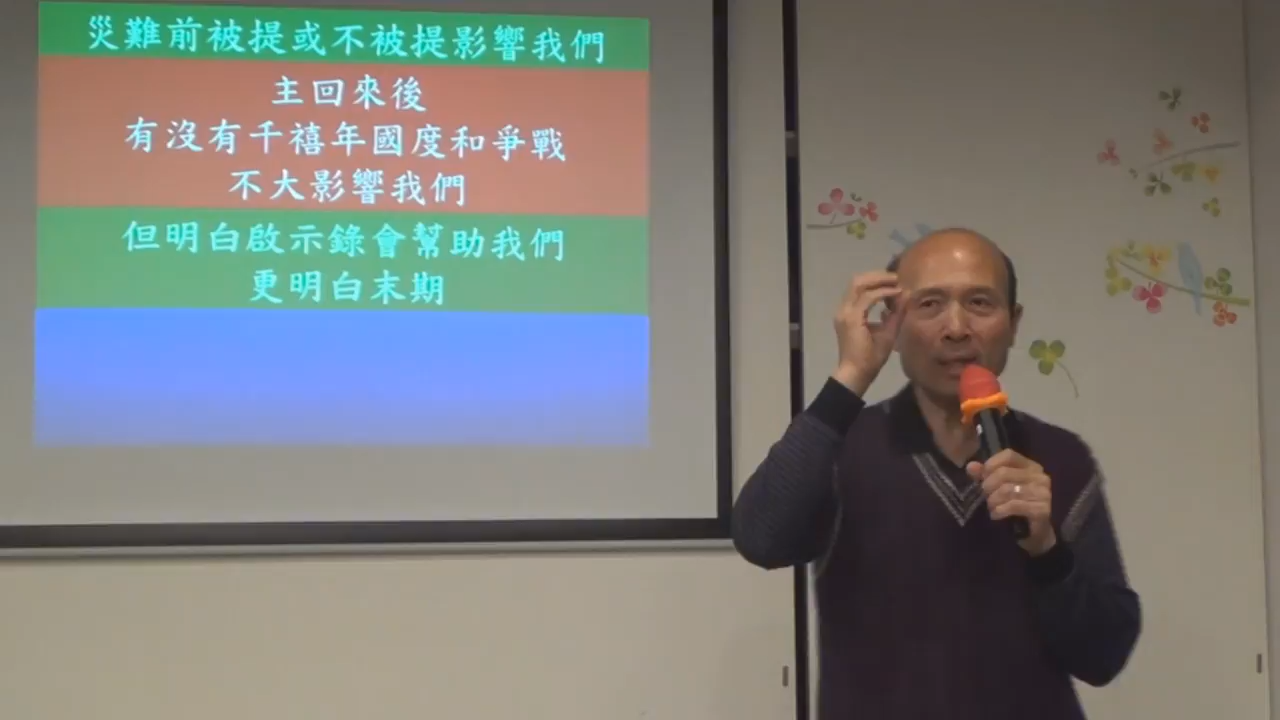 災難前被提或不被提影響我們
主回來後
有沒有千禧年國度和爭戰
不大影響我們
但明白啟示錄會幫助我們
更明白末期